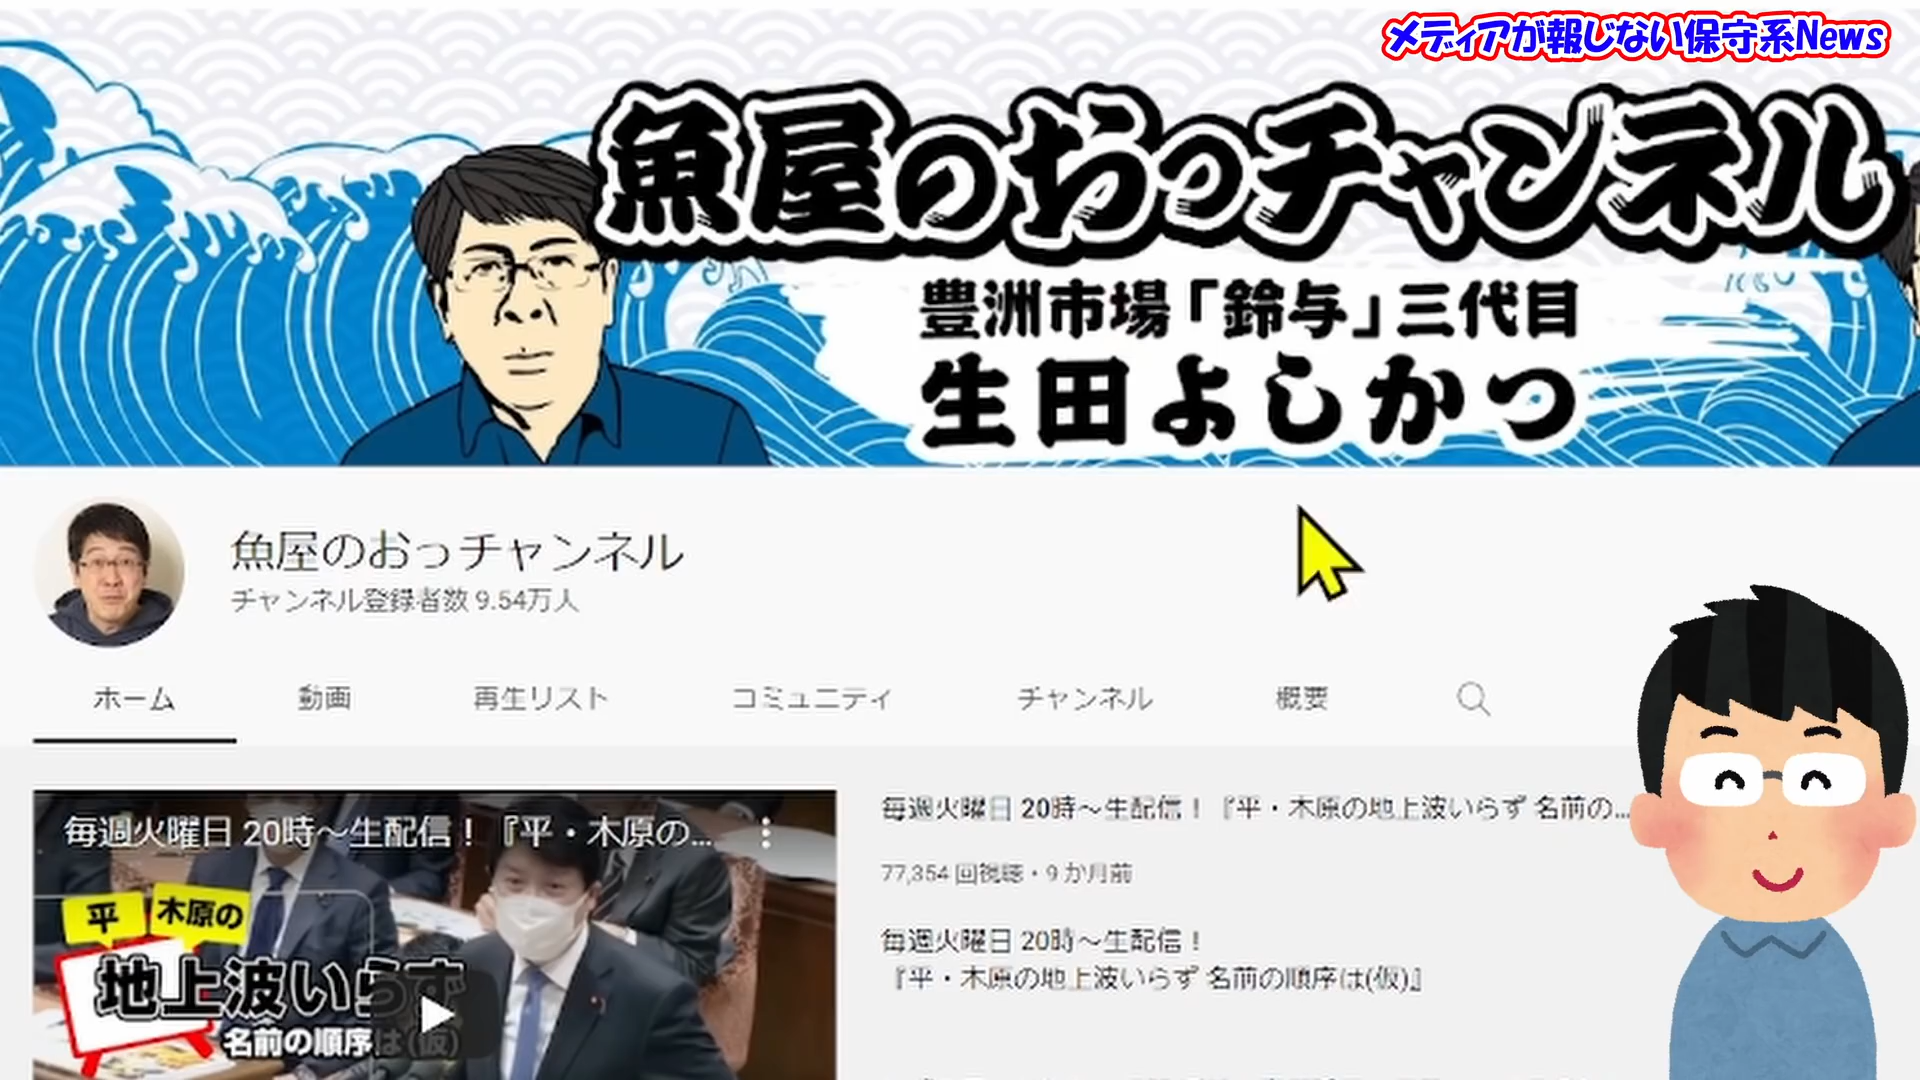 メディアが報じない保守系News
魚屋のおっチャンネル
豊洲市場「鈴与」三代目
生田よしかつ
魚屋のおっチャンネル
チャンネル登録者数 9.54万人
ホーム
動画
再生リスト
コミュニティ
チャンネル
概要
毎週火曜日 20時～生配信！『平・木原の...
平 木原の
地上波いらず
名前の順序は(仮)
毎週火曜日 20時～生配信！『平・木原の地上波いらず 名前の...
77,354 回視聴・9 か月前
毎週火曜日 20時～生配信！
『平・木原の地上波いらず 名前の順序は(仮)』